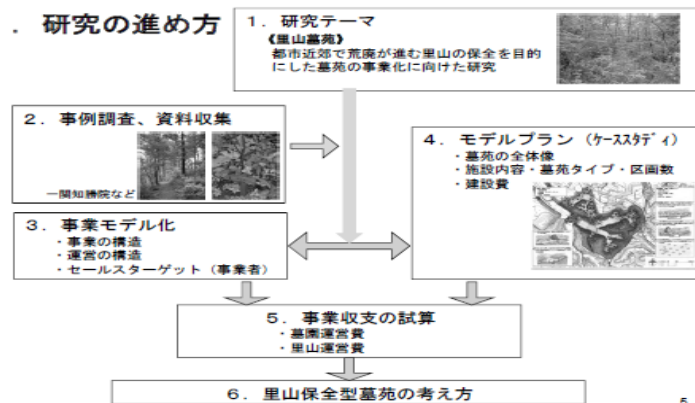 ．研究の進め方
１．研究テーマ
《里山墓苑》
都市近郊で荒廃が進む里山の保全を目的
にした墓苑の事業化に向けた研究
２．事例調査、資料収集
一関知勝院など
３．事業モデル化
・事業の構造
・運営の構造
・セールスターゲット（事業者）
４．モデルプラン（ｹｰｽｽﾀﾃﾞｨ）
・墓苑の全体像
・施設内容・墓苑タイプ・区画数
・建設費
５．事業収支の試算
・墓園運営費
・里山運営費
６．里山保全型墓苑の考え方
5